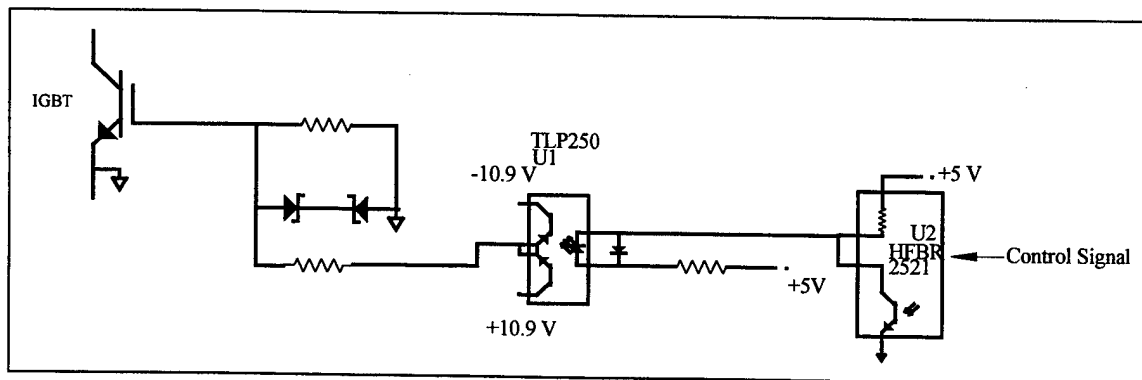 IGBT
TLP250
U1
-10.9 V
+10.9 V
+5V
+5 V
U2
HFBR
2521
Control Signal